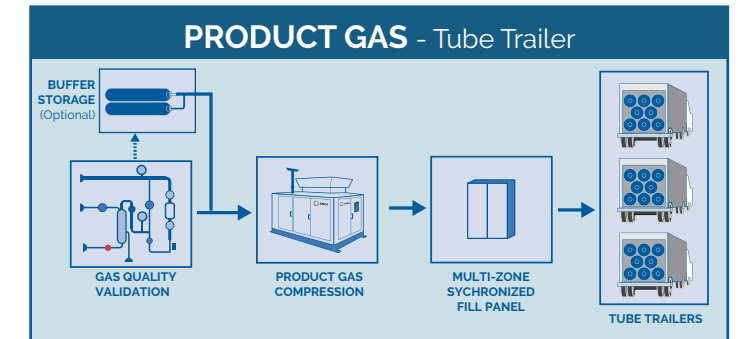 PRODUCT GAS - Tube Trailer
BUFFER
STORAGE
(Optional)
GAS QUALITY
VALIDATION
PRODUCT GAS
COMPRESSION
MULTI-ZONE
SYCHRONIZED
FILL PANEL
TUBE TRAILERS